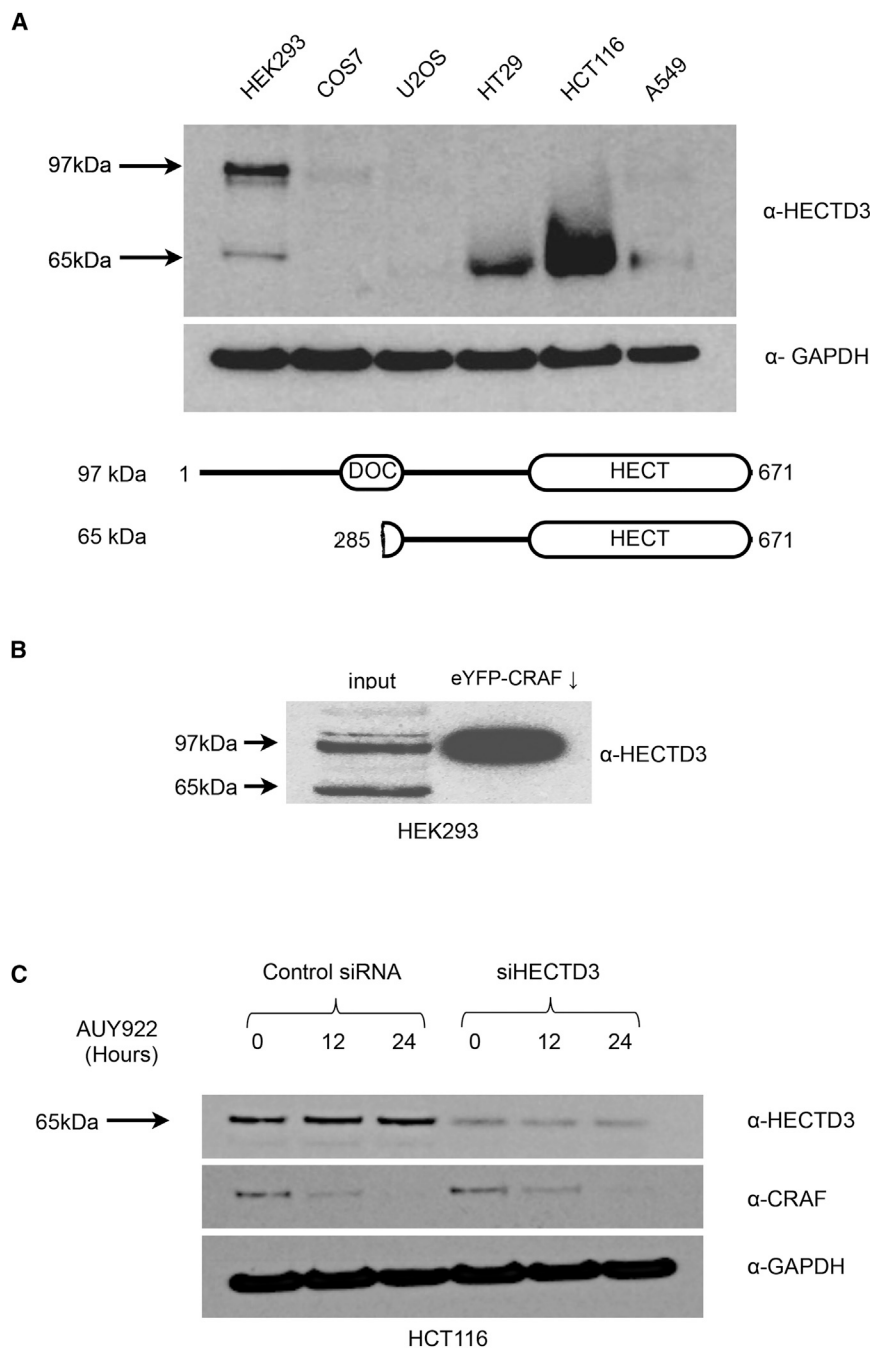 A
HEK293 COS7 U2OS HT29 HCT116 A549
97kDa
α-HECTD3
65kDa
α- GAPDH
97 kDa 1 DOC HECT 671
65 kDa 285 HECT 671
B
input eYFP-CRAF ↓
97kDa
α-HECTD3
65kDa
HEK293
C
Control siRNA siHECTD3
AUY922
(Hours)
0 12 24 0 12 24
65kDa α-HECTD3
α-CRAF
α-GAPDH
HCT116